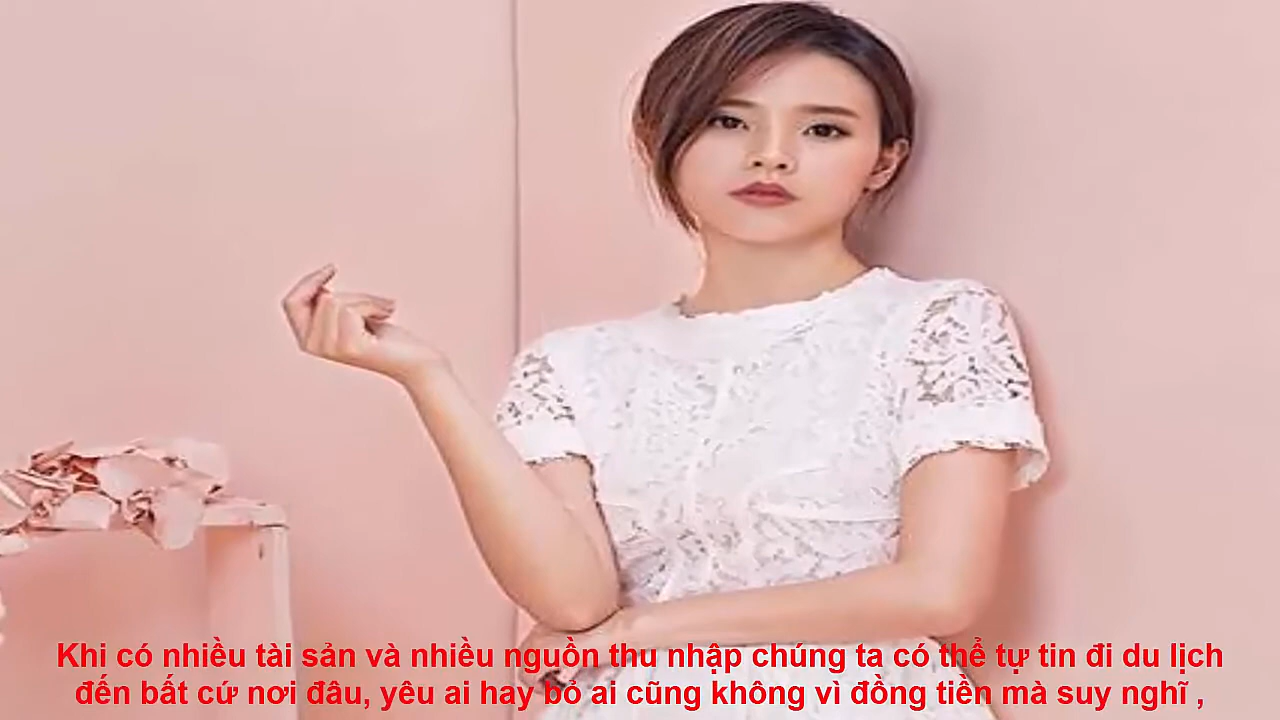 Khi có nhiều tài sản và nhiều nguồn thu nhập chúng ta có thể tự tin đi du lịch
đến bất cứ nơi đâu, yêu ai hay bỏ ai cũng không vì đồng tiền mà suy nghĩ ,